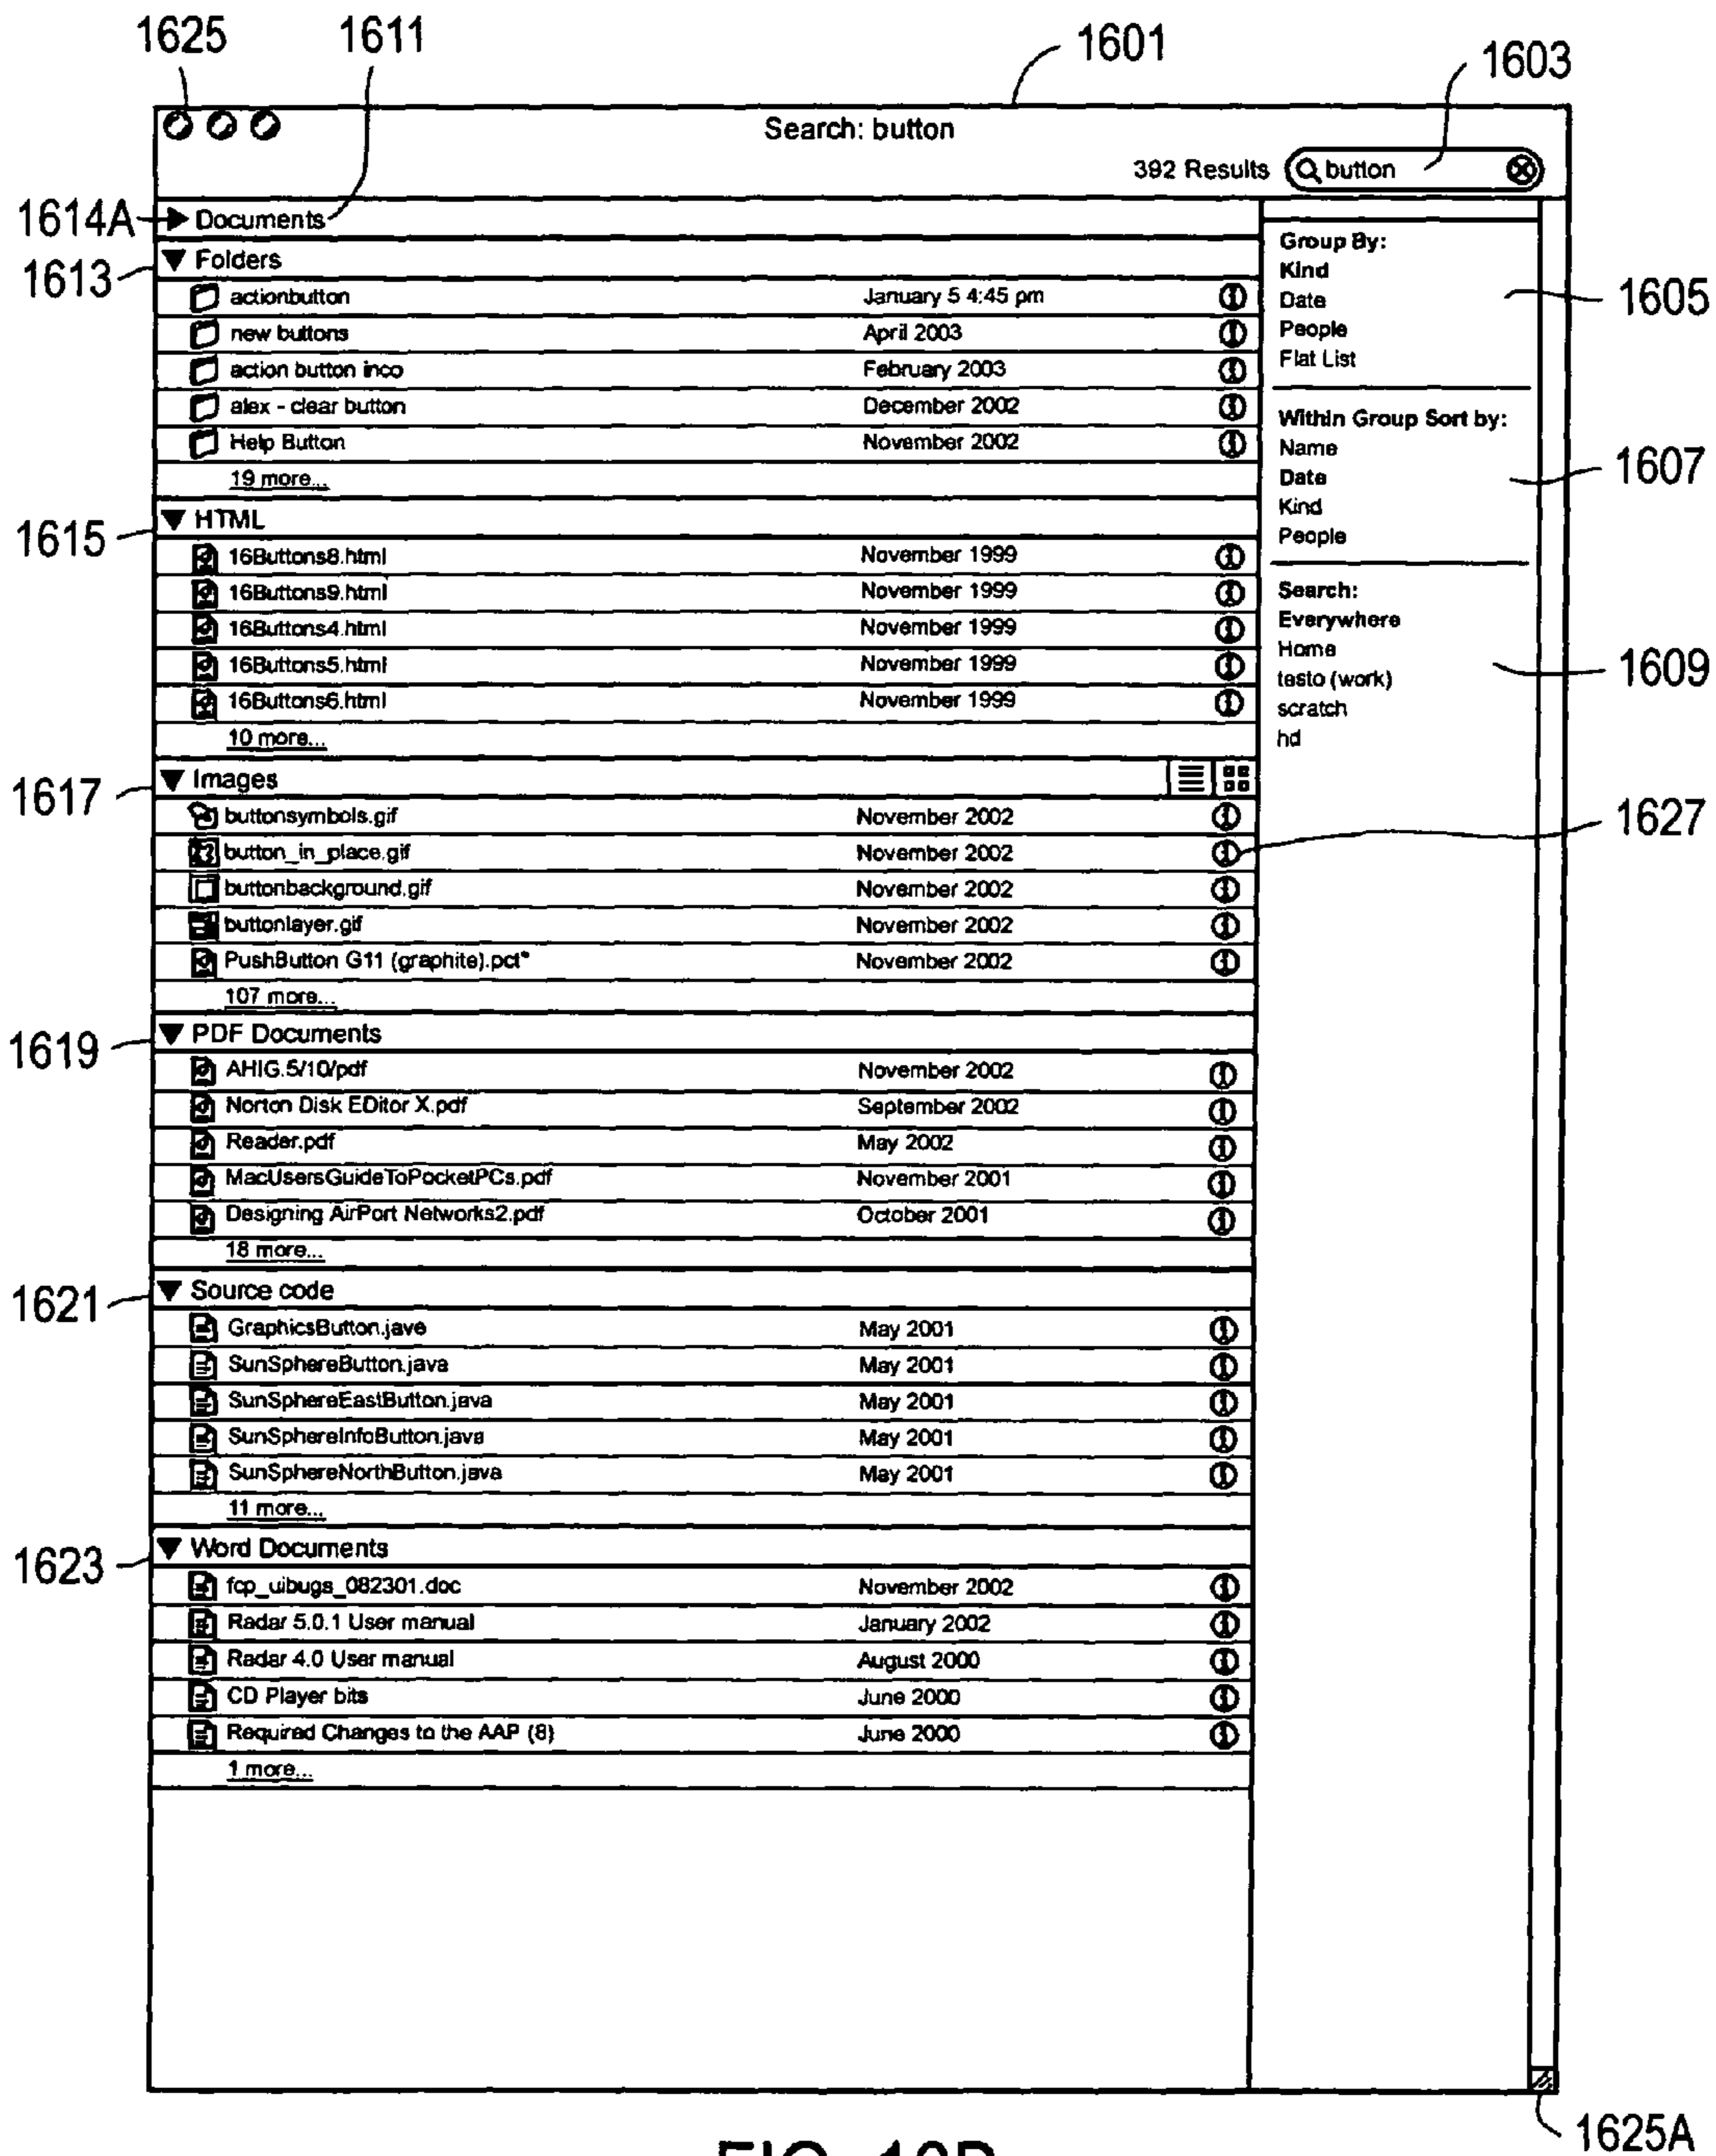 1625 1611 1601 1603
Search: button
392 Results button
1614A Documents
1613 Folders
actionbutton January 5 4:45 pm
new buttons April 2003
action button inco February 2003
alex - clear button December 2002
Help Button November 2002
19 more...
1615 HTML
16Buttons8.html November 1999
16Buttons9.html November 1999
16Buttons4.html November 1999
16Buttons5.html November 1999
16Buttons6.html November 1999
10 more...
1617 Images
buttonsymbols.gif November 2002
button_in_place.gif November 2002
buttonbackground.gif November 2002
buttonlayer.gif November 2002
PushButton G11 (graphite).pct" November 2002
107 more...
1619 PDF Documents
AHIG.5/10/pdf November 2002
Norton Disk EDitor X.pdf September 2002
Reader.pdf May 2002
MacUsersGuideToPocketPCs.pdf November 2001
Designing AirPort Networks2.pdf October 2001
18 more...
1621 Source code
GraphicsButton.jave May 2001
SunSphereButton.java May 2001
SunSphereEastButton.java May 2001
SunSphereInfoButton.java May 2001
SunSphereNorthButton.java May 2001
11 more...
1623 Word Documents
fcp_uibugs_082301.doc November 2002
Radar 5.0.1 User manual January 2002
Radar 4.0 User manual August 2000
CD Player bits June 2000
Required Changes to the AAP (8) June 2000
1 more...
Group By:
Kind
Date 1605
People
Flat List
Within Group Sort by:
Name
Date 1607
Kind
People
Search:
Everywhere
Home 1609
testo (work)
scratch
hd
1627
1625A